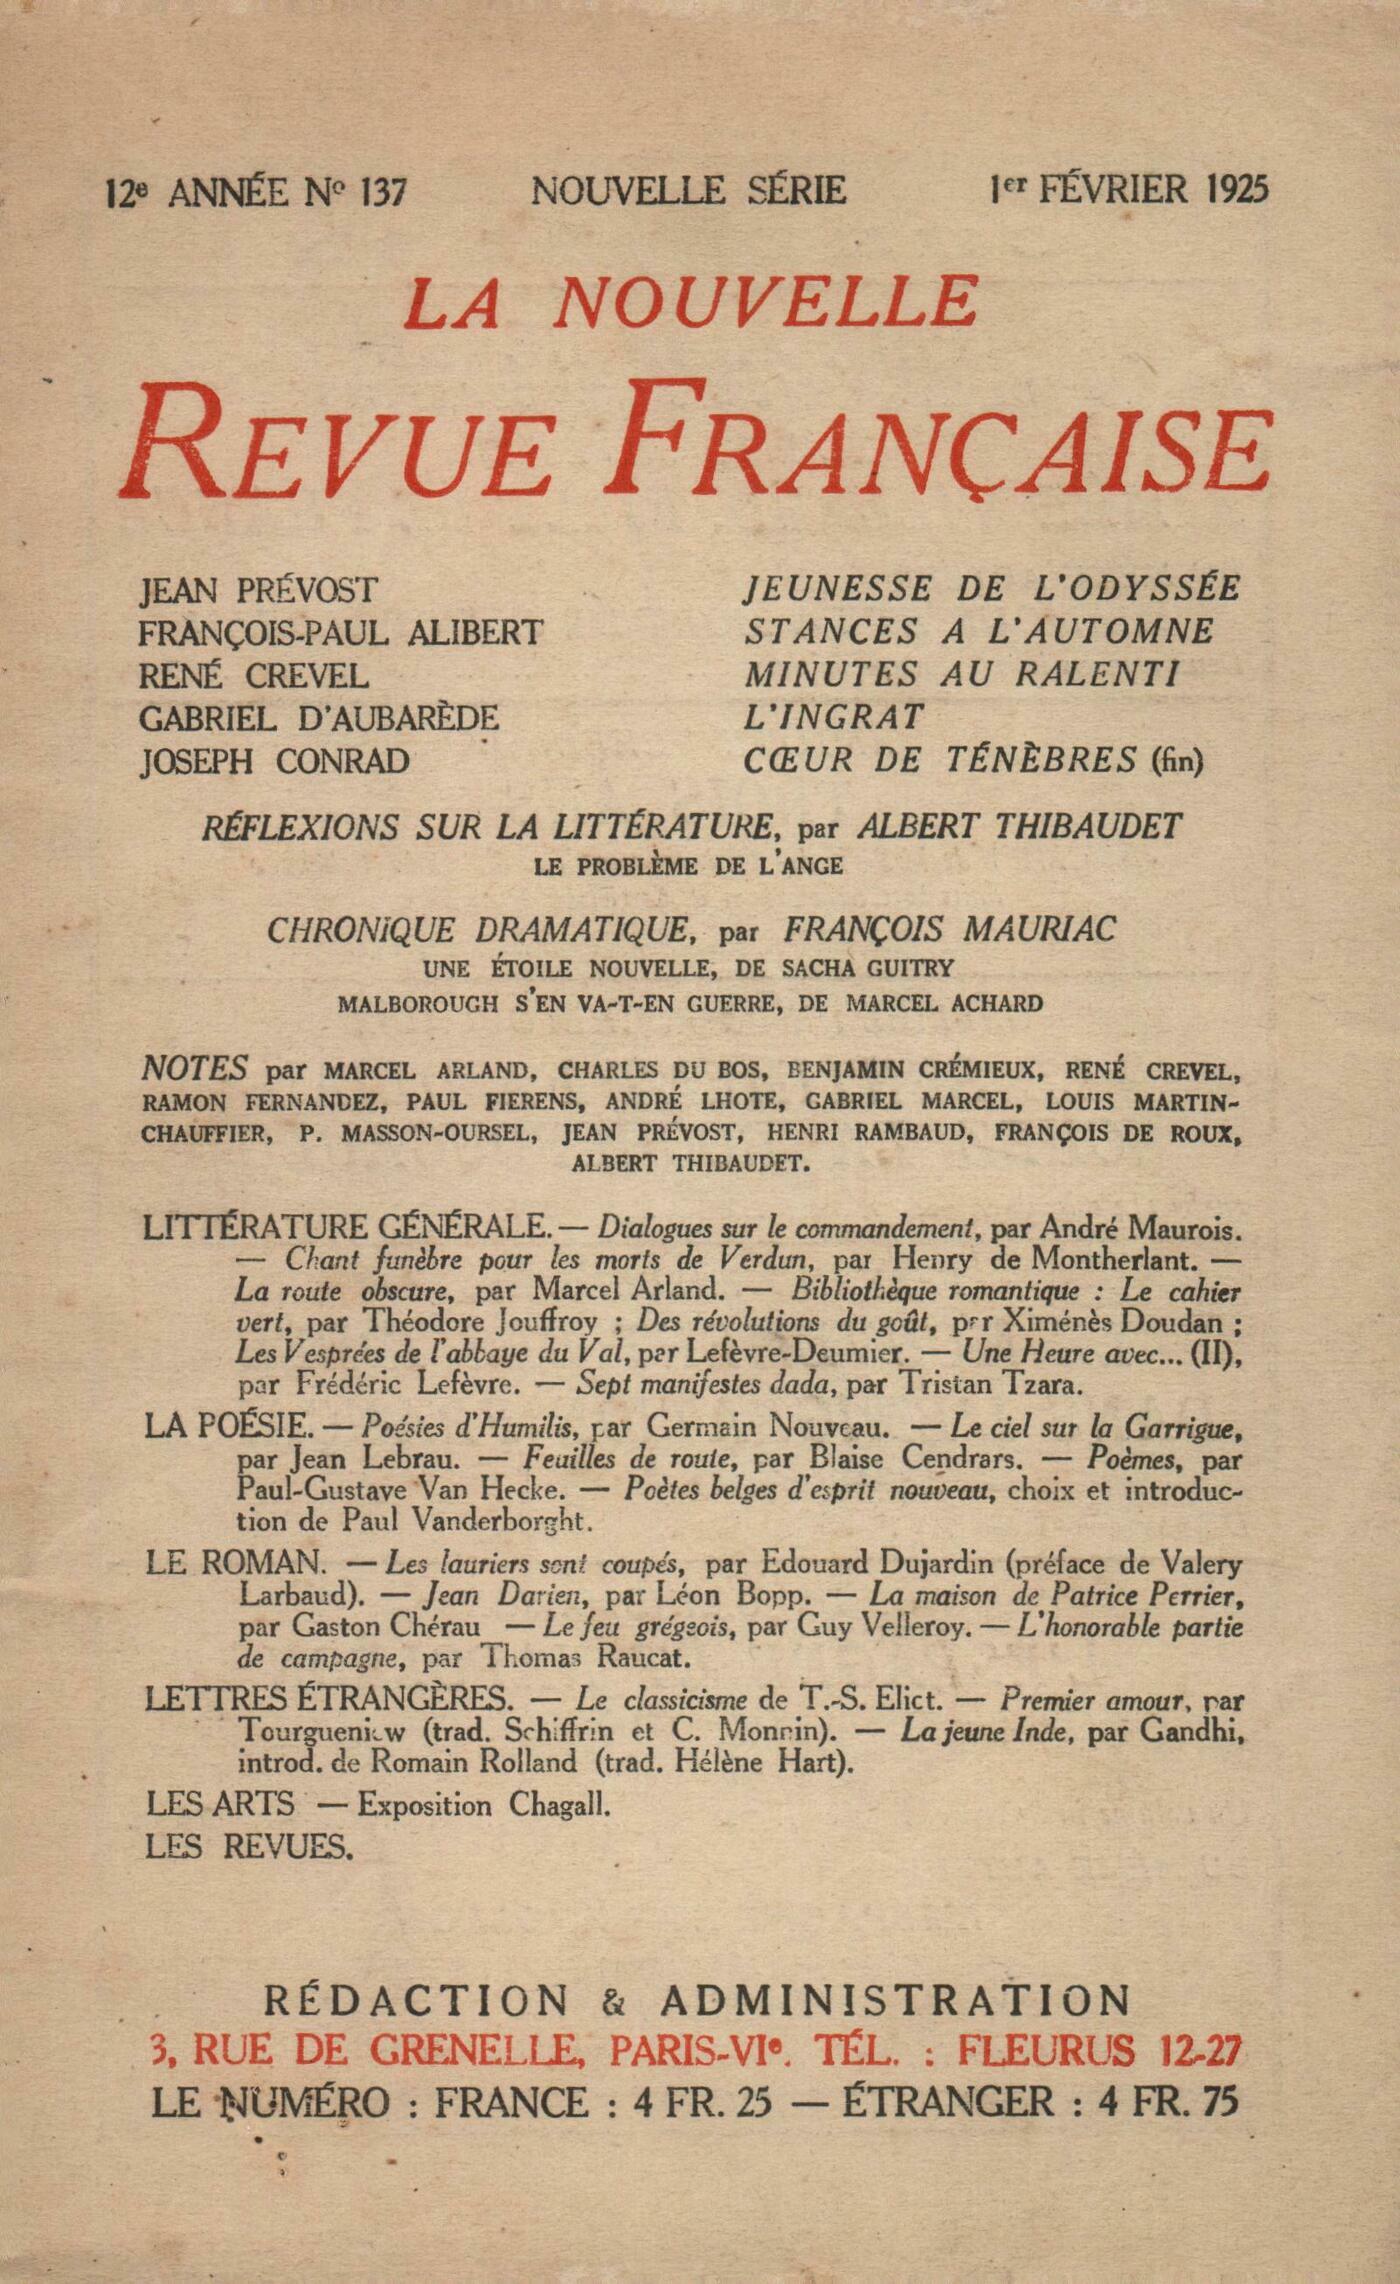 12e ANNÉE No 137 NOUVELLE SÉRIE 1er FÉVRIER 1925
LA NOUVELLE
REVUE FRANÇAISE
JEAN PRÉVOST JEUNESSE DE L'ODYSSÉE
FRANÇOIS-PAUL ALIBERT STANCES A L'AUTOMNE
RENÉ CREVEL MINUTES AU RALENTI
GABRIEL D'AUBARÈDE L'INGRAT
JOSEPH CONRAD CŒUR DE TÉNÈBRES (fin)
RÉFLEXIONS SUR LA LITTÉRATURE, par ALBERT THIBAUDET
LE PROBLÈME DE L'ANGE
CHRONIQUE DRAMATIQUE, par FRANÇOIS MAURIAC
UNE ÉTOILE NOUVELLE, DE SACHA GUITRY
MALBOROUGH S'EN VA-T-EN GUERRE, DE MARCEL ACHARD
NOTES par MARCEL ARLAND, CHARLES DU BOS, BENJAMIN CRÉMIEUX, RENÉ CREVEL,
RAMON FERNANDEZ, PAUL FIERENS, ANDRÉ LHOTE, GABRIEL MARCEL, LOUIS MARTIN-
CHAUFFIER, P. MASSON-OURSEL, JEAN PRÉVOST, HENRI RAMBAUD, FRANÇOIS DE ROUX,
ALBERT THIBAUDET.
LITTÉRATURE GÉNÉRALE. — Dialogues sur le commandement, par André Maurois.
— Chant funèbre pour les morts de Verdun, par Henry de Montherlant. —
La route obscure, par Marcel Arland. — Bibliothèque romantique : Le cahier
vert, par Théodore Jouffroy ; Des révolutions du goût, par Ximénès Doudan ;
Les Vesprées de l'abbaye du Val, par Lefèvre-Deumier. — Une Heure avec... (II),
par Frédéric Lefèvre. — Sept manifestes dada, par Tristan Tzara.
LA POÉSIE. — Poésies d'Humilis, par Germain Nouveau. — Le ciel sur la Garrigue,
par Jean Lebrau. — Feuilles de route, par Blaise Cendrars. — Poèmes, par
Paul-Gustave Van Hecke. — Poètes belges d'esprit nouveau, choix et introduc-
tion de Paul Vanderborght.
LE ROMAN. — Les lauriers sont coupés, par Edouard Dujardin (préface de Valery
Larbaud). — Jean Darien, par Léon Bopp. — La maison de Patrice Perrier,
par Gaston Chérau — Le feu grégeois, par Guy Velleroy. — L'honorable partie
de campagne, par Thomas Raucat.
LETTRES ÉTRANGÈRES. — Le classicisme de T.-S. Eliot. — Premier amour, par
Tourgueniew (trad. Schiffrin et C. Monnin). — La jeune Inde, par Gandhi,
introd. de Romain Rolland (trad. Hélène Hart).
LES ARTS — Exposition Chagall.
LES REVUES.
RÉDACTION & ADMINISTRATION
3, RUE DE GRENELLE, PARIS-VIe. TÉL. : FLEURUS 12-27
LE NUMÉRO : FRANCE : 4 FR. 25 — ÉTRANGER : 4 FR. 75